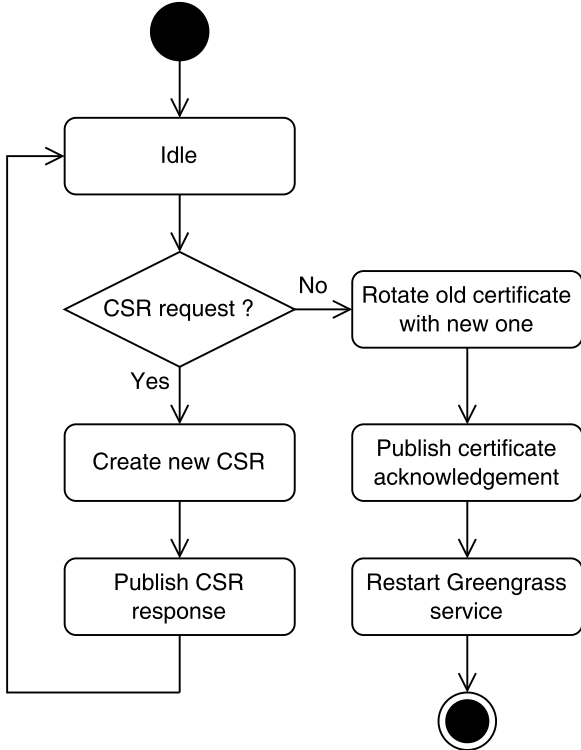 Idle
CSR request ?
No
Rotate old certificate
with new one
Yes
Create new CSR
Publish certificate
acknowledgement
Publish CSR
response
Restart Greengrass
service